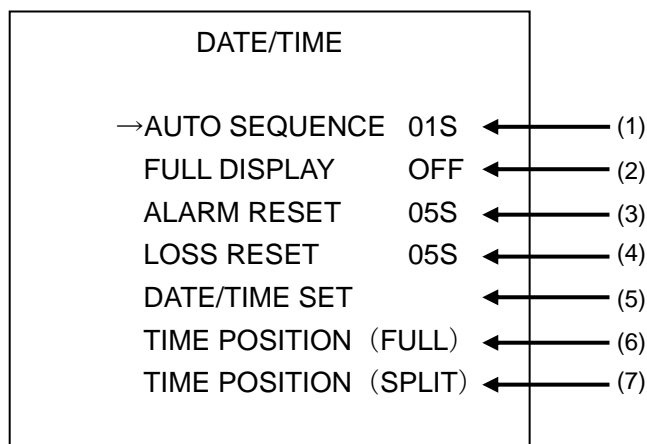 DATE/TIME
→AUTO SEQUENCE 01S (1)
FULL DISPLAY OFF (2)
ALARM RESET 05S (3)
LOSS RESET 05S (4)
DATE/TIME SET (5)
TIME POSITION（FULL） (6)
TIME POSITION（SPLIT） (7)